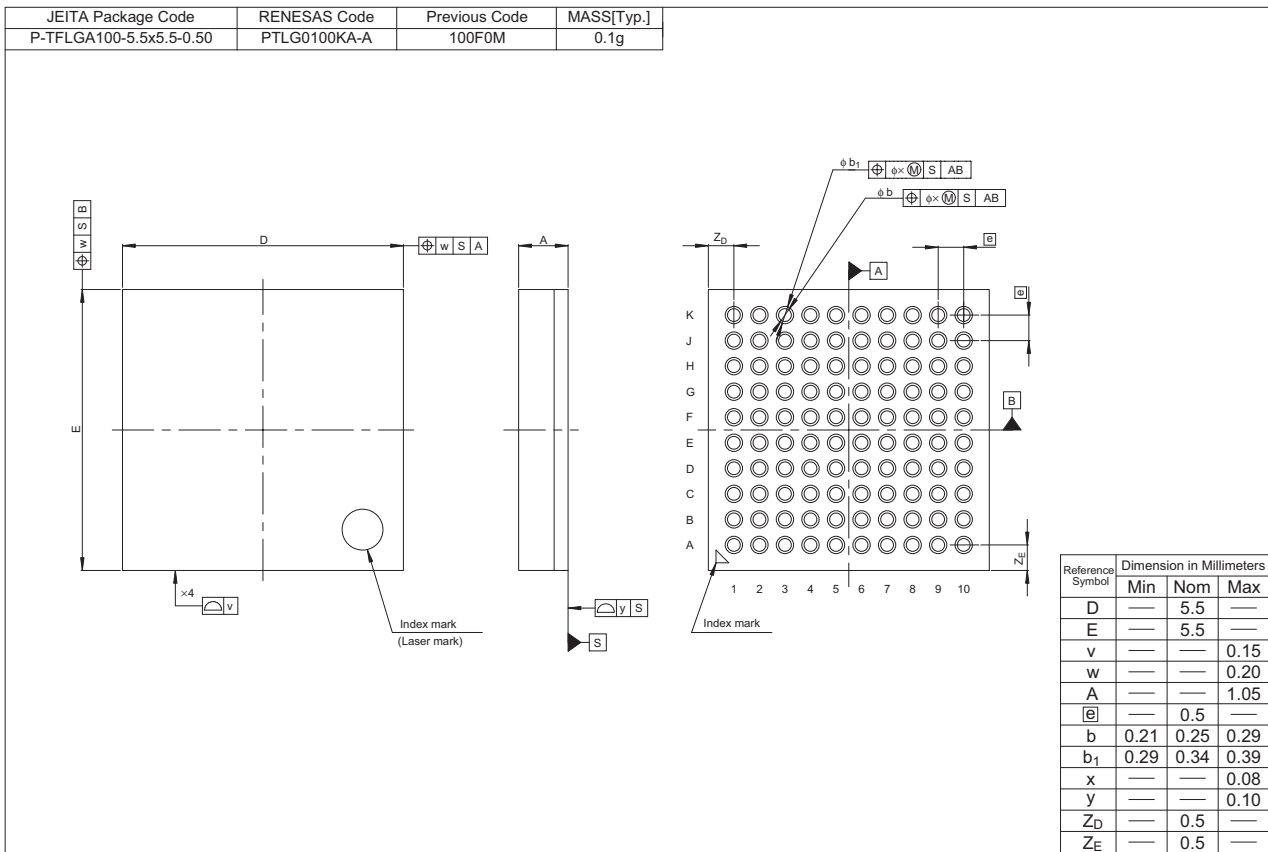 JEITA Package Code RENESAS Code Previous Code MASS[Typ.]
P-TFLGA100-5.5x5.5-0.50 PTLG0100KA-A 100F0M 0.1g
φ b1 ⌖ φ× Ⓜ S AB
φ b ⌖ φ× Ⓜ S AB
⌖ w S B
D
⌖ w S A
A
ZD
A
e
e
E
K
J
H
G
F
E
D
C
B
A
B
ZE
1 2 3 4 5 6 7 8 9 10
×4
⌓ v
Index mark
(Laser mark)
⌓ y S
S
Index mark
Reference Symbol Dimension in Millimeters
Min Nom Max
D — 5.5 —
E — 5.5 —
v — — 0.15
w — — 0.20
A — — 1.05
e — 0.5 —
b 0.21 0.25 0.29
b1 0.29 0.34 0.39
x — — 0.08
y — — 0.10
ZD — 0.5 —
ZE — 0.5 —